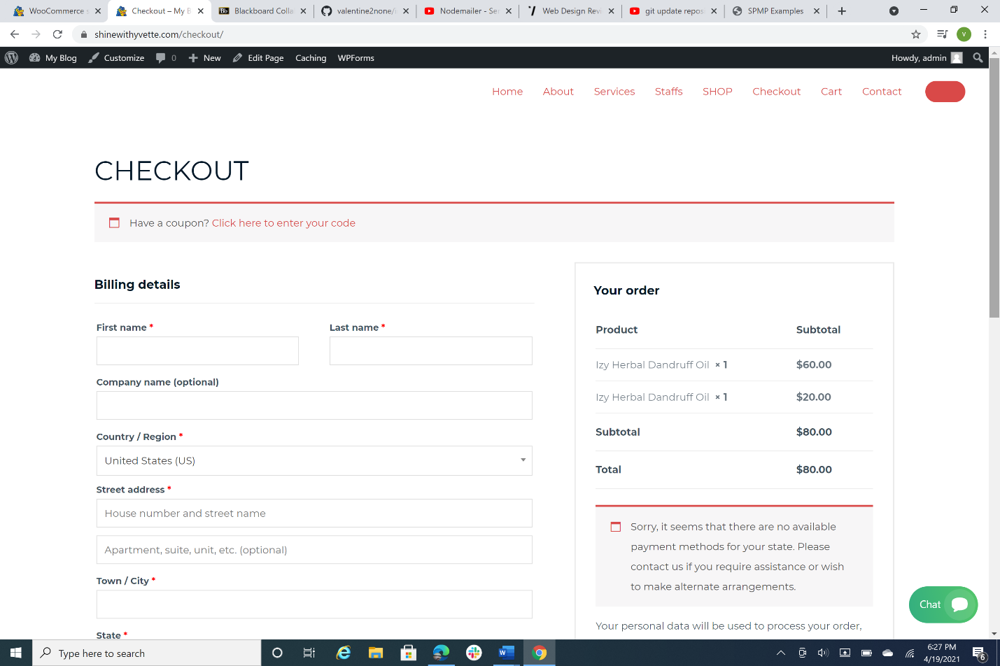 WooCommerce s
Checkout – My B
Blackboard Colla
valentine2none/i
Nodemailer - Se
Web Design Revi
git update repos
SPMP Examples
shinewithyvette.com/checkout/
V
My Blog
Customize
0
New
Edit Page
Caching
WPForms
Howdy, admin
Home
About
Services
Staffs
SHOP
Checkout
Cart
Contact
CHECKOUT
Have a coupon? Click here to enter your code
Billing details
First name *
Last name *
Company name (optional)
Country / Region *
United States (US)
Street address *
House number and street name
Apartment, suite, unit, etc. (optional)
Town / City *
State *
Your order
Product Subtotal
Izy Herbal Dandruff Oil × 1 $60.00
Izy Herbal Dandruff Oil × 1 $20.00
Subtotal $80.00
Total $80.00
Sorry, it seems that there are no available
payment methods for your state. Please
contact us if you require assistance or wish
to make alternate arrangements.
Your personal data will be used to process your order,
Chat
Type here to search
6:27 PM
4/19/2021
6